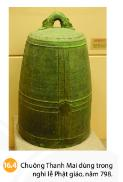 16.4 Chuông Thanh Mai dùng trong
nghi lễ Phật giáo, năm 798.